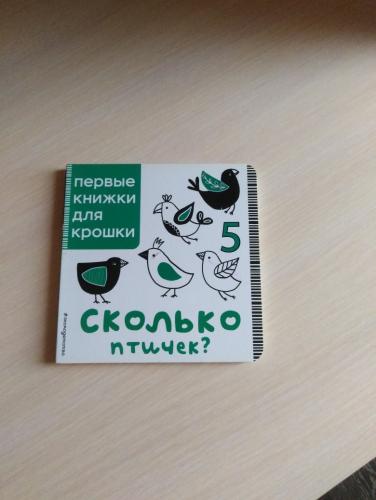 первые
книжки
для
крошки
5
сколько
птичек?